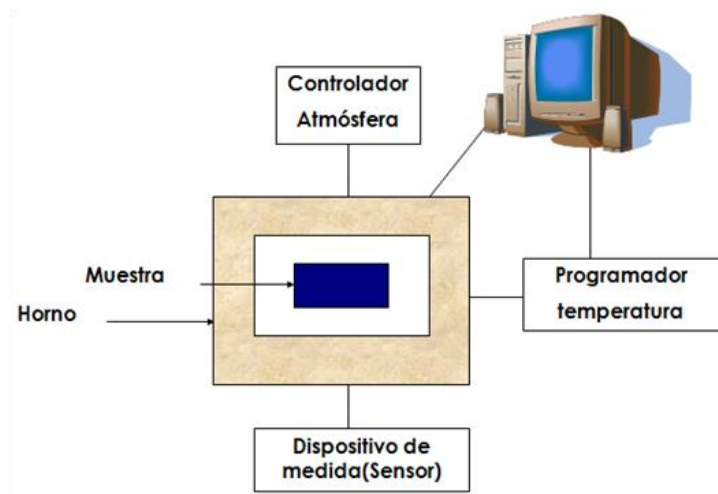 Controlador
Atmósfera
Muestra
Horno
Programador
temperatura
Dispositivo de
medida(Sensor)